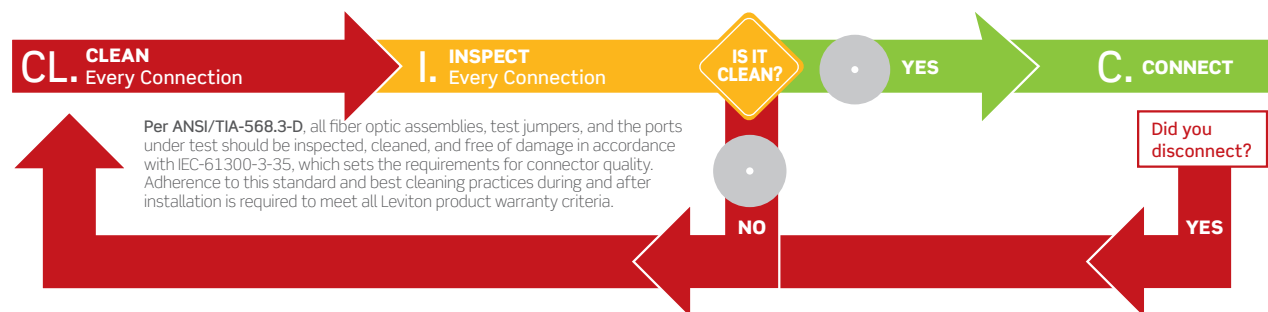 CL. CLEAN
Every Connection
I. INSPECT
Every Connection
IS IT
CLEAN?
YES
C. CONNECT
Per ANSI/TIA-568.3-D, all fiber optic assemblies, test jumpers, and the ports
under test should be inspected, cleaned, and free of damage in accordance
with IEC-61300-3-35, which sets the requirements for connector quality.
Adherence to this standard and best cleaning practices during and after
installation is required to meet all Leviton product warranty criteria.
NO
Did you
disconnect?
YES